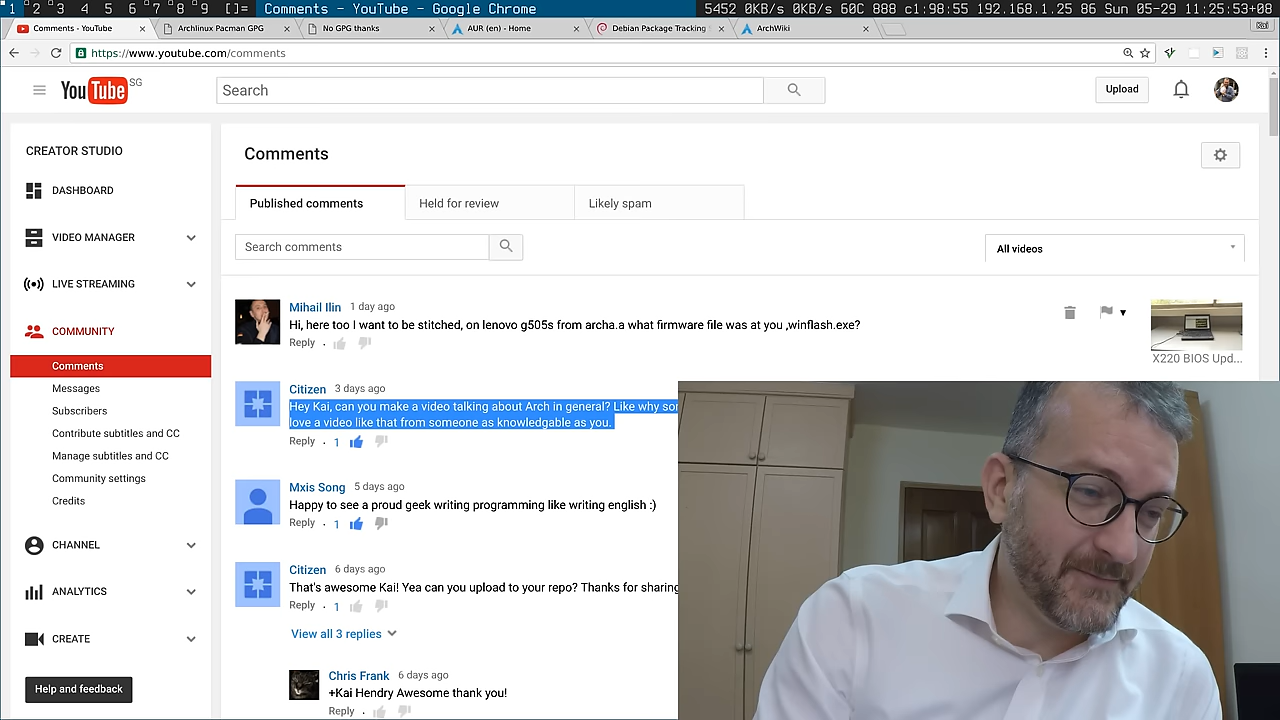 1 2 3 4 5 6 7 8 9 []= Comments - YouTube - Google Chrome 5452 RX/TX 808 60C 888 c1:98:55 192.168.1.25 86 Sun 05-29 11:25:53+08
Comments - YouTube × Archlinux Pacman GPG × No GPG thanks × AUR (en) - Home × Debian Package Tracking × ArchWiki ×
https://www.youtube.com/comments
YouTube SG
Search
Upload
CREATOR STUDIO
DASHBOARD
VIDEO MANAGER
LIVE STREAMING
COMMUNITY
Comments
Messages
Subscribers
Contribute subtitles and CC
Manage subtitles and CC
Community settings
Credits
CHANNEL
ANALYTICS
CREATE
Help and feedback
Comments
Published comments
Held for review
Likely spam
Search comments
All videos
Mihail Ilin 1 day ago
Hi, here too I want to be stitched, on lenovo g505s from archa.a what firmware file was at you ,winflash.exe?
Reply
X220 BIOS Upd...
Citizen 3 days ago
Hey Kai, can you make a video talking about Arch in general? Like why so
love a video like that from someone as knowledgable as you.
Reply 1
Mxis Song 5 days ago
Happy to see a proud geek writing programming like writing english :)
Reply 1
Citizen 6 days ago
That's awesome Kai! Yea can you upload to your repo? Thanks for sharing
Reply 1
View all 3 replies
Chris Frank 6 days ago
+Kai Hendry Awesome thank you!
Reply